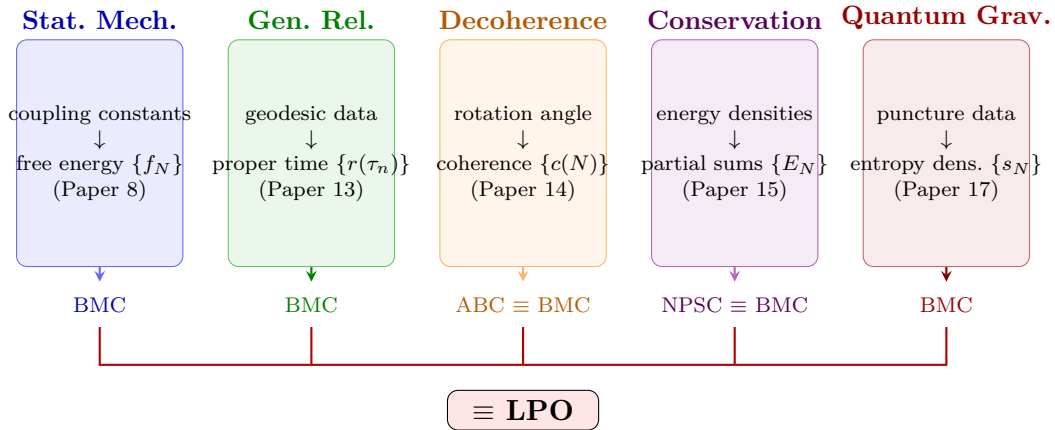 Stat. Mech.
coupling constants
↓
free energy {f_N}
(Paper 8)
BMC
Gen. Rel.
geodesic data
↓
proper time {r(τ_n)}
(Paper 13)
BMC
Decoherence
rotation angle
↓
coherence {c(N)}
(Paper 14)
ABC ≡ BMC
Conservation
energy densities
↓
partial sums {E_N}
(Paper 15)
NPSC ≡ BMC
Quantum Grav.
puncture data
↓
entropy dens. {s_N}
(Paper 17)
BMC
≡ LPO